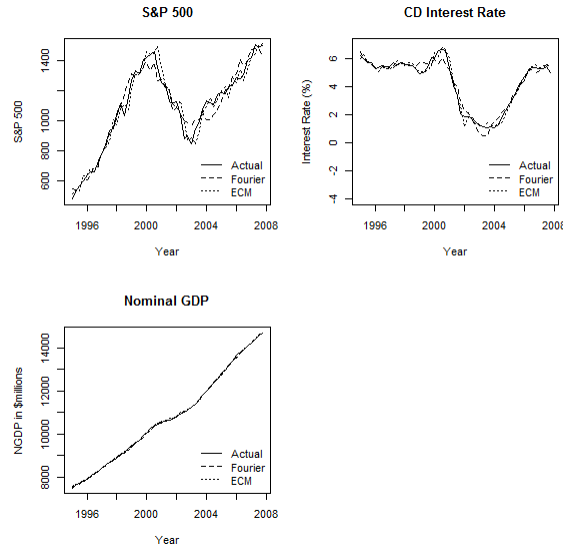 S&P 500
S&P 500
600 800 1000 1400
1996 2000 2004 2008
Year
Actual
Fourier
ECM
CD Interest Rate
Interest Rate (%)
-4 -2 0 2 4 6
1996 2000 2004 2008
Year
Actual
Fourier
ECM
Nominal GDP
NGDP in $millions
8000 10000 12000 14000
1996 2000 2004 2008
Year
Actual
Fourier
ECM